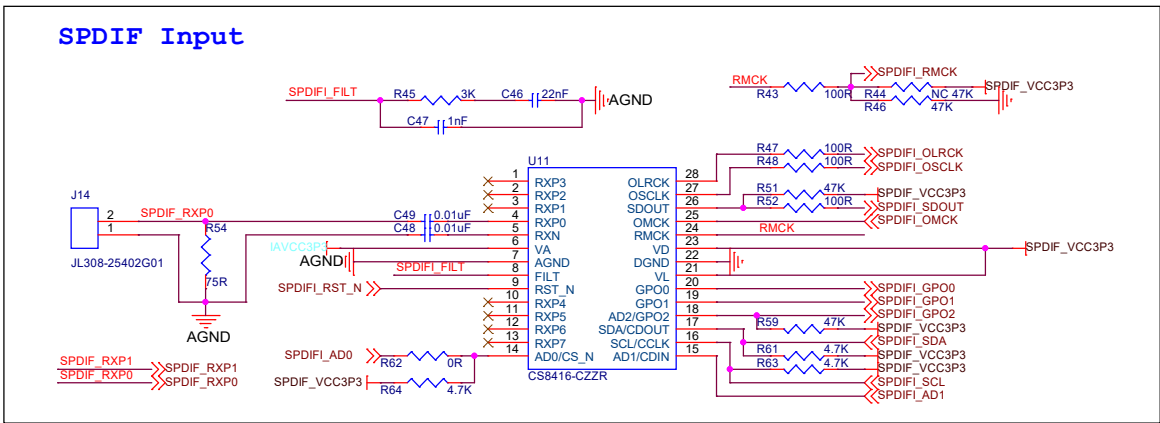 SPDIF Input
SPDIFI_FILT
R45
3K
C46
22nF
AGND
C47
1nF
RMCK
R43
100R
SPDIFI_RMCK
R44
NC 47K
SPDIF_VCC3P3
R46
47K
U11
CS8416-CZZR
1 RXP3
2 RXP2
3 RXP1
4 RXP0
5 RXN
6 VA
7 AGND
8 FILT
9 RST_N
10 RXP4
11 RXP5
12 RXP6
13 RXP7
14 AD0/CS_N
OLRCK 28
OSCLK 27
SDOUT 26
OMCK 25
RMCK 24
VD 23
DGND 22
VL 21
GPO0 20
GPO1 19
AD2/GPO2 18
SDA/CDOUT 17
SCL/CCLK 16
AD1/CDIN 15
J14
2
1
JL308-25402G01
SPDIF_RXP0
R54
75R
AGND
C49 0.01uF
C48 0.01uF
IAVCC3P3
AGND
SPDIFI_FILT
SPDIFI_RST_N
SPDIFI_AD0
R62
0R
SPDIF_VCC3P3
R64
4.7K
SPDIF_RXP1
SPDIF_RXP1
SPDIF_RXP0
SPDIF_RXP0
R47 100R SPDIFI_OLRCK
R48 100R SPDIFI_OSCLK
R51 47K SPDIF_VCC3P3
R52 100R SPDIFI_SDOUT
SPDIFI_OMCK
RMCK
SPDIF_VCC3P3
SPDIFI_GPO0
SPDIFI_GPO1
SPDIFI_GPO2
R59 47K SPDIF_VCC3P3
SPDIFI_SDA
R61 4.7K SPDIF_VCC3P3
R63 4.7K SPDIF_VCC3P3
SPDIFI_SCL
SPDIFI_AD1